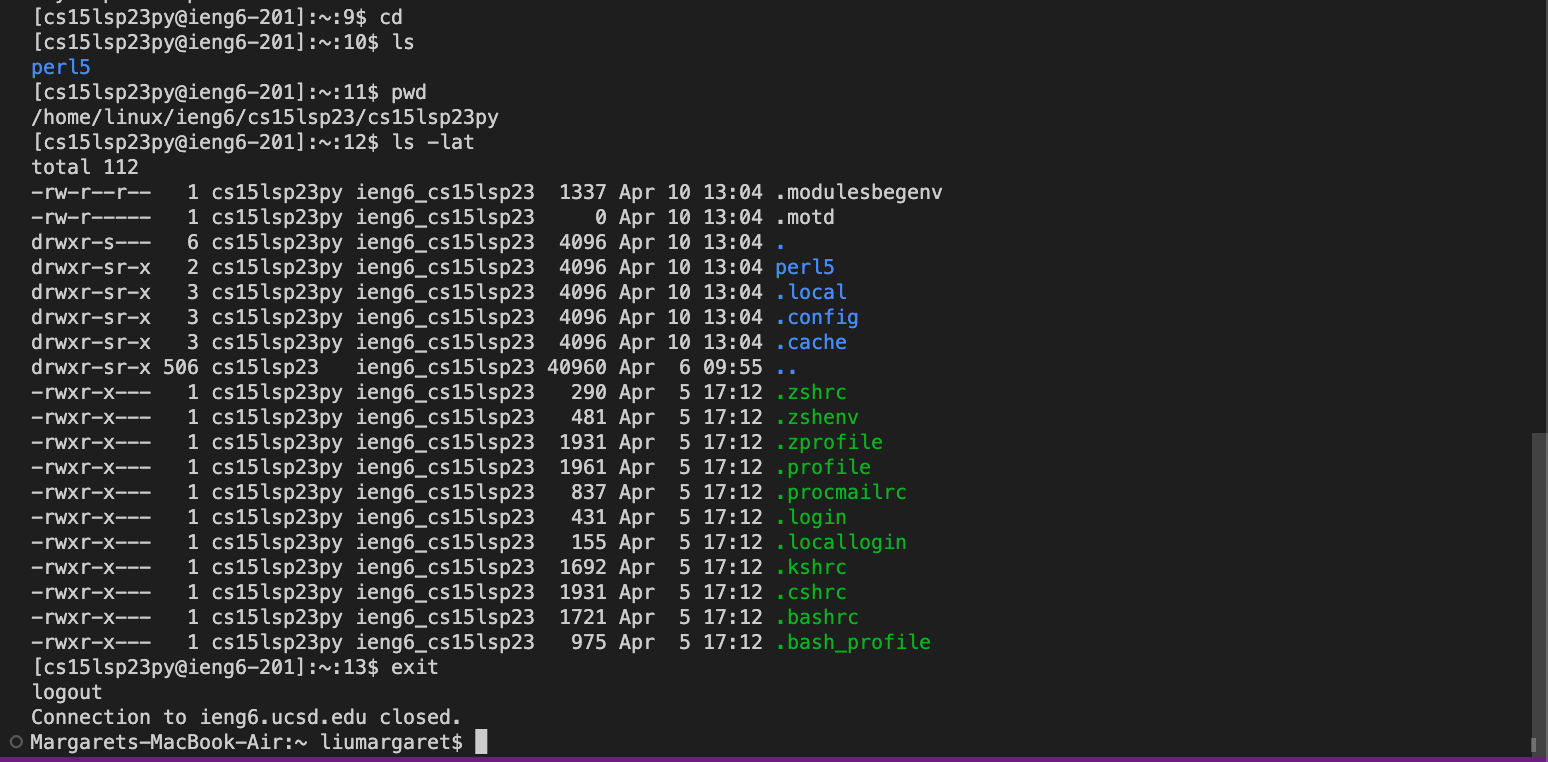 [cs15lsp23py@ieng6-201]:~:9$ cd
[cs15lsp23py@ieng6-201]:~:10$ ls
perl5
[cs15lsp23py@ieng6-201]:~:11$ pwd
/home/linux/ieng6/cs15lsp23/cs15lsp23py
[cs15lsp23py@ieng6-201]:~:12$ ls -lat
total 112
-rw-r--r--   1 cs15lsp23py ieng6_cs15lsp23  1337 Apr 10 13:04 .modulesbegenv
-rw-r-----   1 cs15lsp23py ieng6_cs15lsp23     0 Apr 10 13:04 .motd
drwxr-s---   6 cs15lsp23py ieng6_cs15lsp23  4096 Apr 10 13:04 .
drwxr-sr-x   2 cs15lsp23py ieng6_cs15lsp23  4096 Apr 10 13:04 perl5
drwxr-sr-x   3 cs15lsp23py ieng6_cs15lsp23  4096 Apr 10 13:04 .local
drwxr-sr-x   3 cs15lsp23py ieng6_cs15lsp23  4096 Apr 10 13:04 .config
drwxr-sr-x   3 cs15lsp23py ieng6_cs15lsp23  4096 Apr 10 13:04 .cache
drwxr-sr-x 506 cs15lsp23   ieng6_cs15lsp23 40960 Apr  6 09:55 ..
-rwxr-x---   1 cs15lsp23py ieng6_cs15lsp23   290 Apr  5 17:12 .zshrc
-rwxr-x---   1 cs15lsp23py ieng6_cs15lsp23   481 Apr  5 17:12 .zshenv
-rwxr-x---   1 cs15lsp23py ieng6_cs15lsp23  1931 Apr  5 17:12 .zprofile
-rwxr-x---   1 cs15lsp23py ieng6_cs15lsp23  1961 Apr  5 17:12 .profile
-rwxr-x---   1 cs15lsp23py ieng6_cs15lsp23   837 Apr  5 17:12 .procmailrc
-rwxr-x---   1 cs15lsp23py ieng6_cs15lsp23   431 Apr  5 17:12 .login
-rwxr-x---   1 cs15lsp23py ieng6_cs15lsp23   155 Apr  5 17:12 .locallogin
-rwxr-x---   1 cs15lsp23py ieng6_cs15lsp23  1692 Apr  5 17:12 .kshrc
-rwxr-x---   1 cs15lsp23py ieng6_cs15lsp23  1931 Apr  5 17:12 .cshrc
-rwxr-x---   1 cs15lsp23py ieng6_cs15lsp23  1721 Apr  5 17:12 .bashrc
-rwxr-x---   1 cs15lsp23py ieng6_cs15lsp23   975 Apr  5 17:12 .bash_profile
[cs15lsp23py@ieng6-201]:~:13$ exit
logout
Connection to ieng6.ucsd.edu closed.
Margarets-MacBook-Air:~ liumargaret$